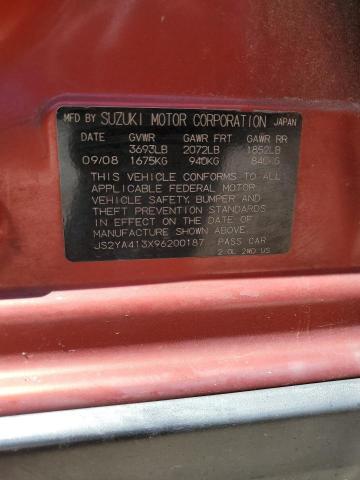 MFD BY SUZUKI MOTOR CORPORATION JAPAN
DATE GVWR GAWR FRT GAWR RR
3693LB 2072LB 1852LB
09/08 1675KG 940KG 840KG
THIS VEHICLE CONFORMS TO ALL
APPLICABLE FEDERAL MOTOR
VEHICLE SAFETY, BUMPER AND
THEFT PREVENTION STANDARDS
IN EFFECT ON THE DATE OF
MANUFACTURE SHOWN ABOVE.
JS2YA413X96200187 PASS CAR
2.0L 2WD US